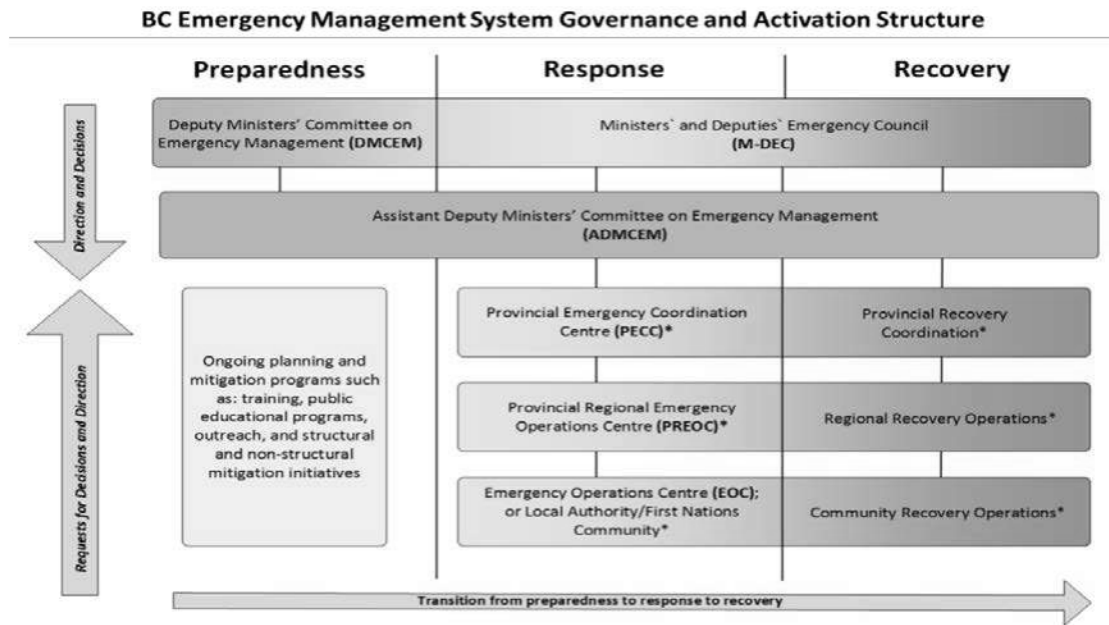 BC Emergency Management System Governance and Activation Structure
Preparedness
Response
Recovery
Direction and Decisions
Deputy Ministers’ Committee on
Emergency Management (DMCEM)
Ministers` and Deputies` Emergency Council
(M-DEC)
Assistant Deputy Ministers’ Committee on Emergency Management
(ADMCEM)
Requests for Decisions and Direction
Ongoing planning and
mitigation programs such
as: training, public
educational programs,
outreach, and structural
and non-structural
mitigation initiatives
Provincial Emergency Coordination
Centre (PECC)*
Provincial Recovery
Coordination*
Provincial Regional Emergency
Operations Centre (PREOC)*
Regional Recovery Operations*
Emergency Operations Centre (EOC);
or Local Authority/First Nations
Community*
Community Recovery Operations*
Transition from preparedness to response to recovery